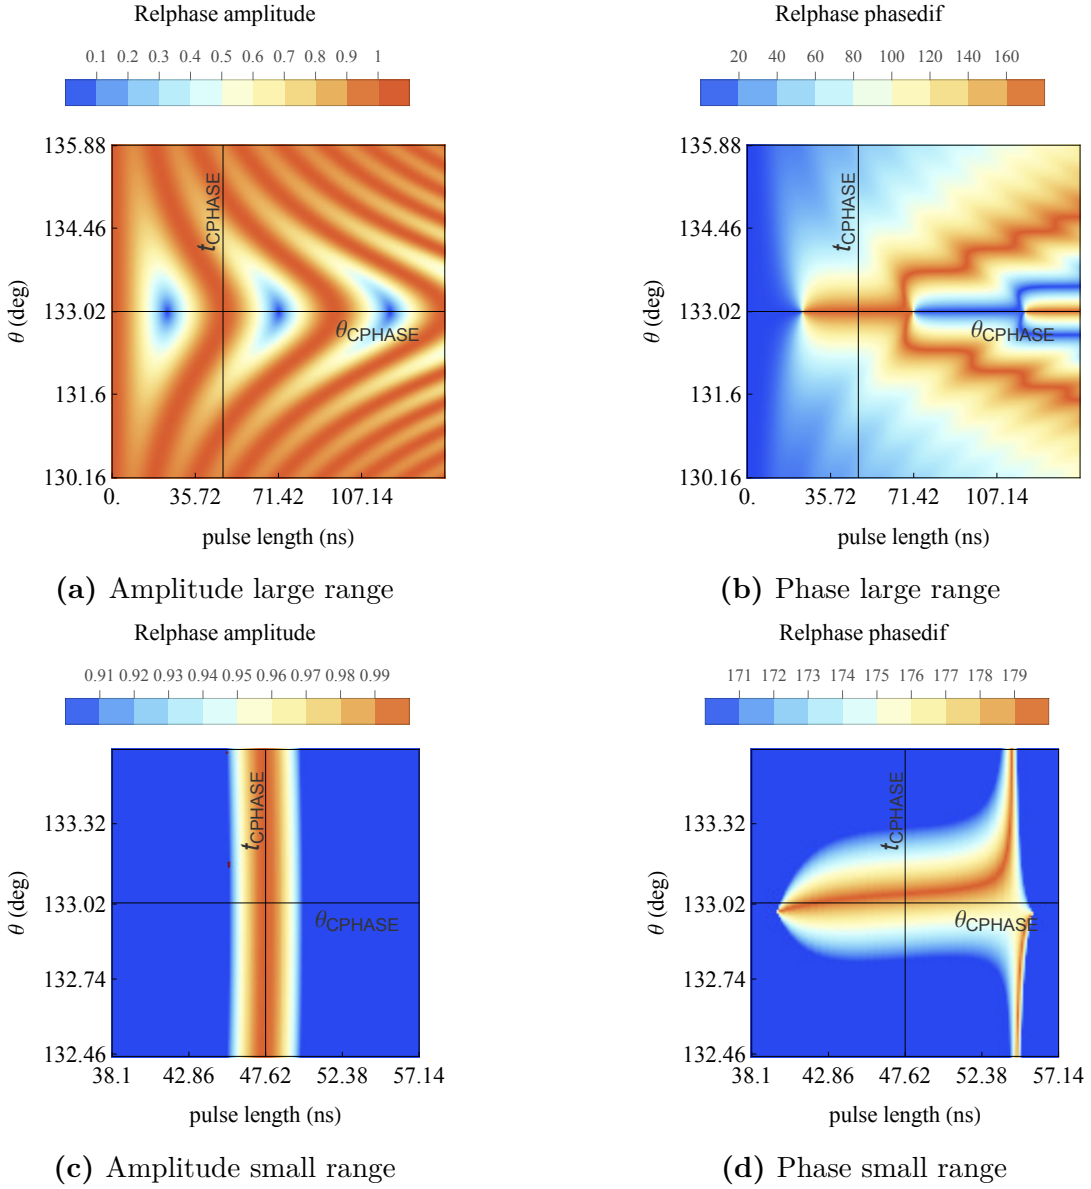 Relphase amplitude
0.1 0.2 0.3 0.4 0.5 0.6 0.7 0.8 0.9 1
135.88
134.46
133.02
131.6
130.16
θ (deg)
tCPHASE
θCPHASE
0. 35.72 71.42 107.14
pulse length (ns)
(a) Amplitude large range
Relphase phasedif
20 40 60 80 100 120 140 160
135.88
134.46
133.02
131.6
130.16
θ (deg)
tCPHASE
θCPHASE
0. 35.72 71.42 107.14
pulse length (ns)
(b) Phase large range
Relphase amplitude
0.91 0.92 0.93 0.94 0.95 0.96 0.97 0.98 0.99
133.32
133.02
132.74
132.46
θ (deg)
tCPHASE
θCPHASE
38.1 42.86 47.62 52.38 57.14
pulse length (ns)
(c) Amplitude small range
Relphase phasedif
171 172 173 174 175 176 177 178 179
133.32
133.02
132.74
132.46
θ (deg)
tCPHASE
θCPHASE
38.1 42.86 47.62 52.38 57.14
pulse length (ns)
(d) Phase small range